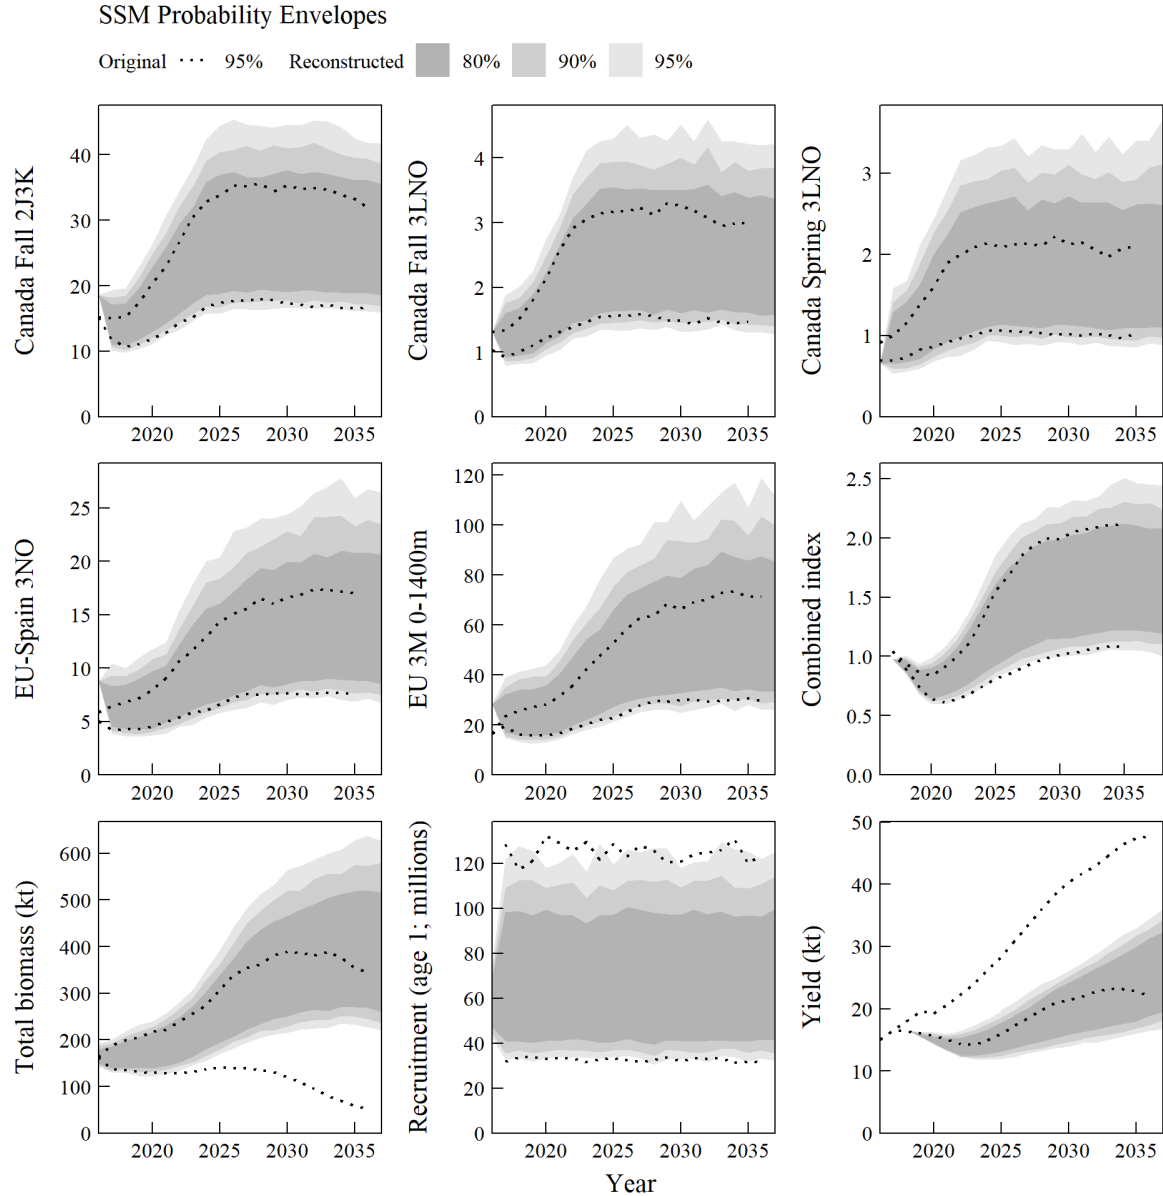 SSM Probability Envelopes
Original 95% Reconstructed 80% 90% 95%
Canada Fall 2J3K
0 10 20 30 40
2020 2025 2030 2035
Canada Fall 3LNO
0 1 2 3 4
2020 2025 2030 2035
Canada Spring 3LNO
0 1 2 3
2020 2025 2030 2035
EU-Spain 3NO
0 5 10 15 20 25
2020 2025 2030 2035
EU 3M 0-1400m
0 20 40 60 80 100 120
2020 2025 2030 2035
Combined index
0.0 0.5 1.0 1.5 2.0 2.5
2020 2025 2030 2035
Total biomass (kt)
0 100 200 300 400 500 600
2020 2025 2030 2035
Recruitment (age 1; millions)
0 20 40 60 80 100 120
2020 2025 2030 2035
Yield (kt)
0 10 20 30 40 50
2020 2025 2030 2035
Year